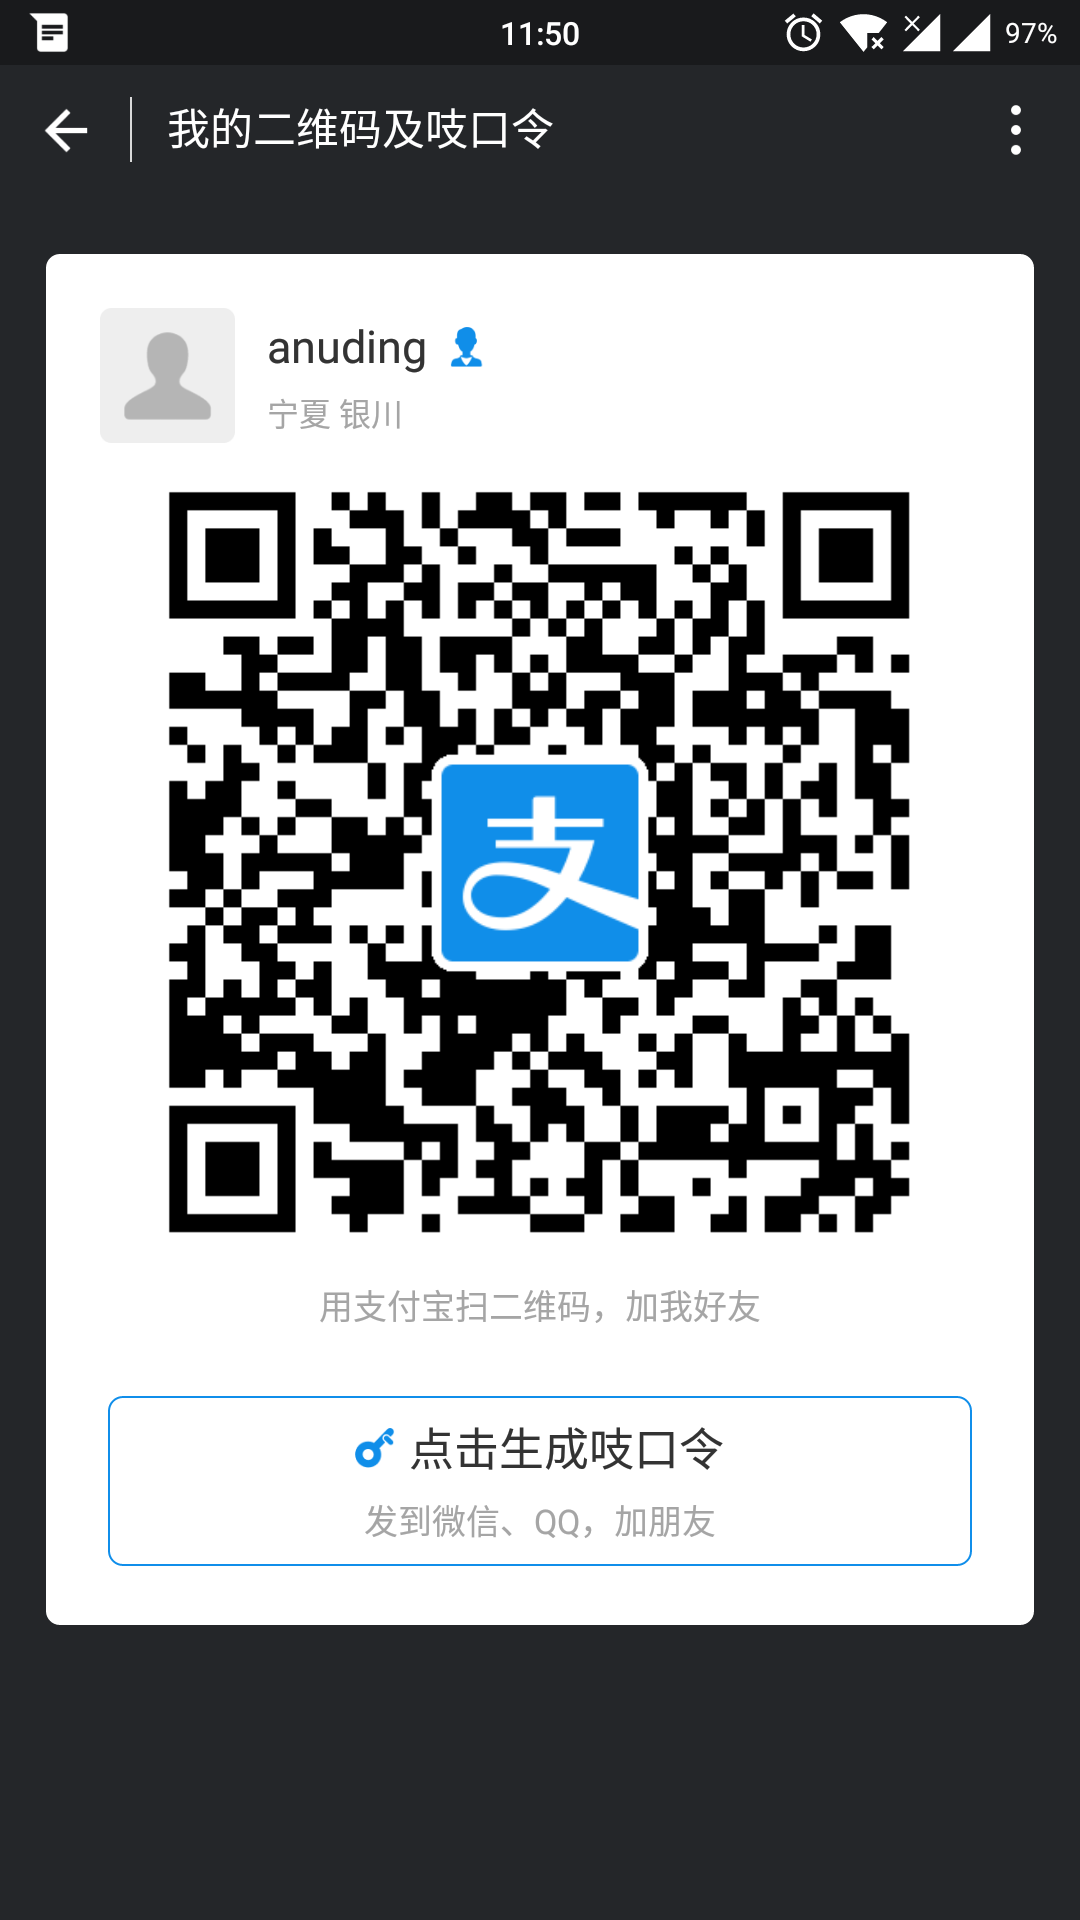 11:50
97%
我的二维码及吱口令
anuding
宁夏 银川
支
用支付宝扫二维码，加我好友
点击生成吱口令
发到微信、QQ，加朋友